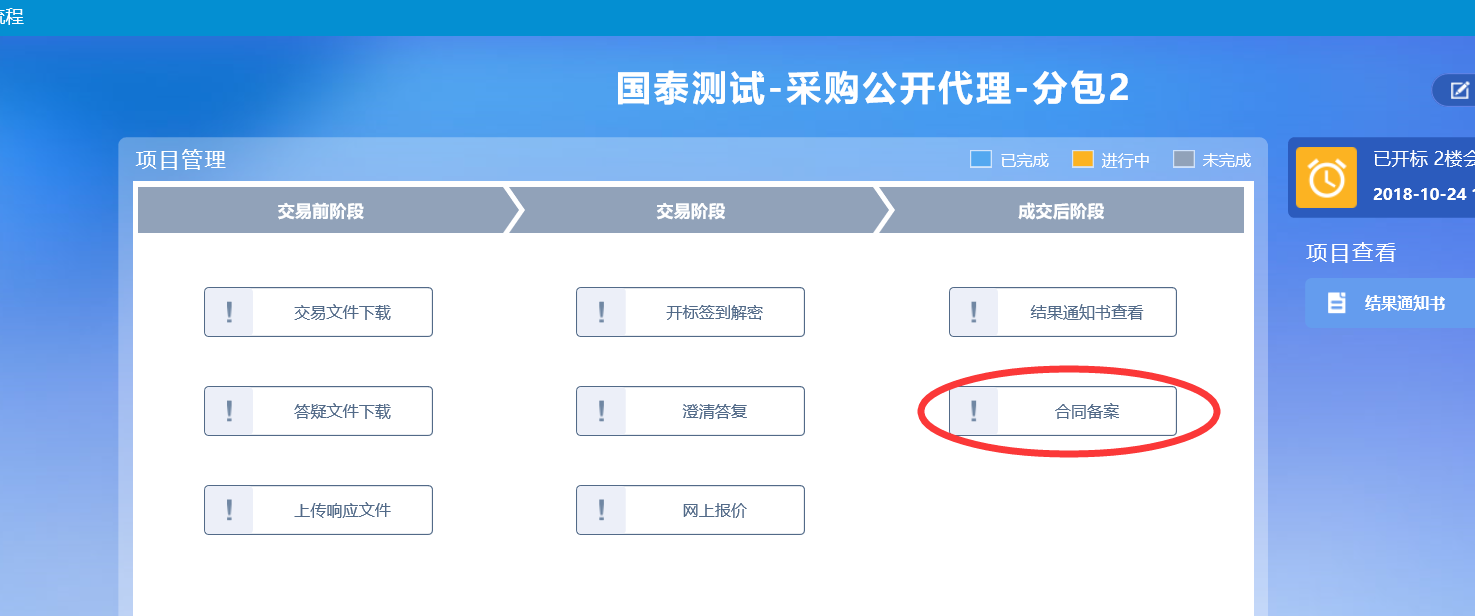 流程
国泰测试-采购公开代理-分包2
项目管理
已完成 进行中 未完成
交易前阶段 交易阶段 成交后阶段
! 交易文件下载
! 开标签到解密
! 结果通知书查看
! 答疑文件下载
! 澄清答复
! 合同备案
! 上传响应文件
! 网上报价
已开标 2楼会
2018-10-24
项目查看
结果通知书